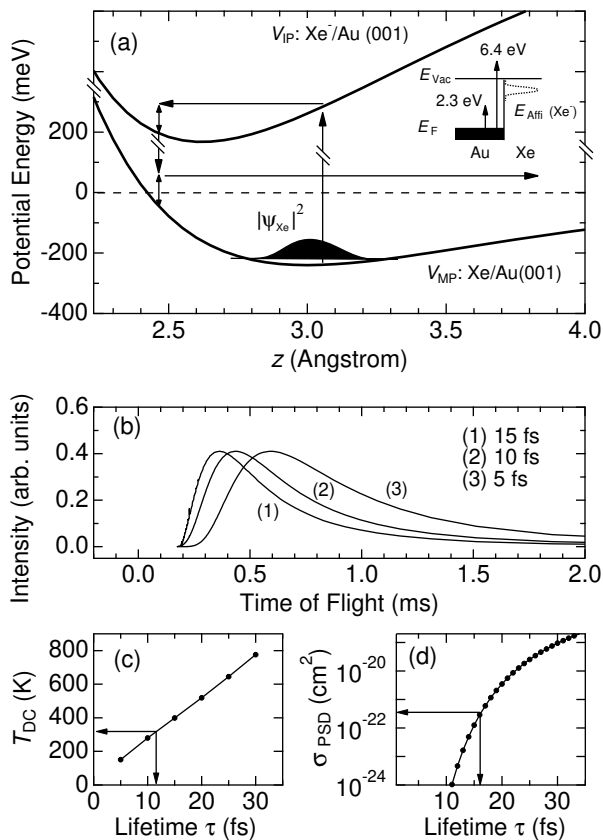 (a)
V_IP: Xe⁻/Au (001)
6.4 eV
E_Vac
2.3 eV
E_Affi (Xe⁻)
E_F
Au
Xe
Potential Energy (meV)
400
200
0
-200
-400
|ψ_Xe|²
V_MP: Xe/Au(001)
2.5
3.0
3.5
4.0
z (Angstrom)
(b)
Intensity (arb. units)
0.6
0.4
0.2
0.0
(1) 15 fs
(2) 10 fs
(3) 5 fs
(1)
(2)
(3)
0.0
0.5
1.0
1.5
2.0
Time of Flight (ms)
(c)
T_DC (K)
800
600
400
200
0
0
10
20
30
Lifetime τ (fs)
(d)
σ_PSD (cm²)
10⁻²⁰
10⁻²²
10⁻²⁴
10
20
30
Lifetime τ (fs)